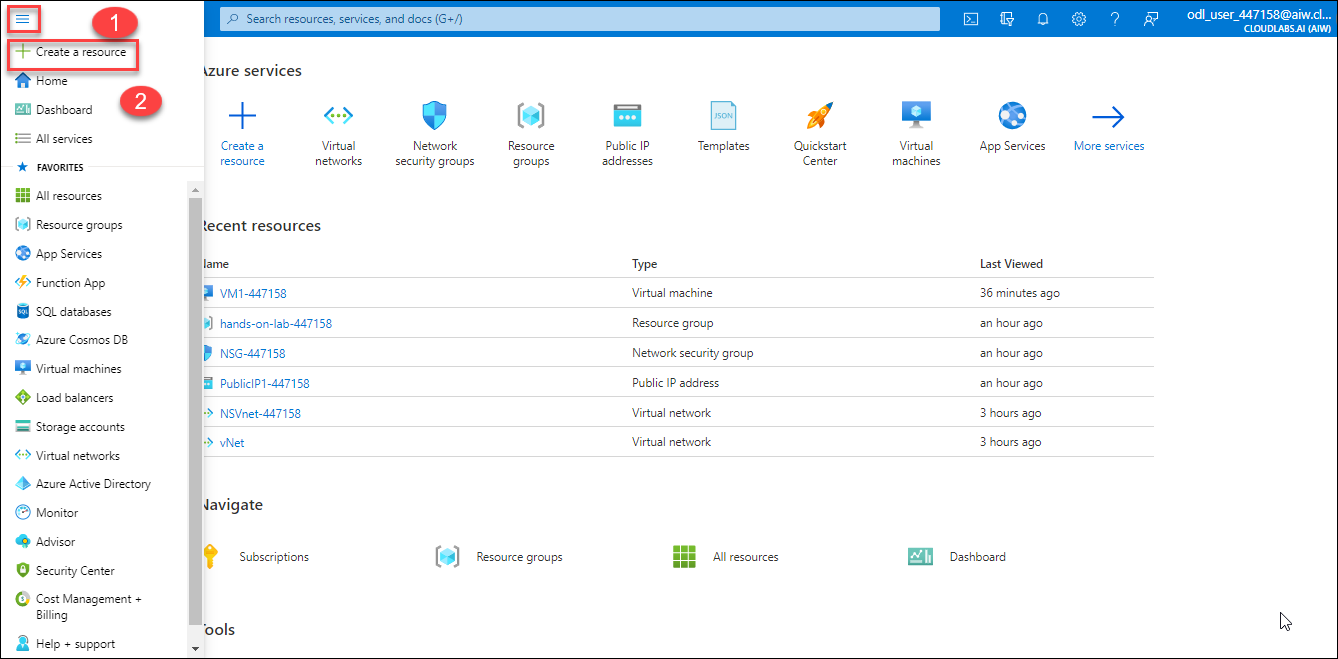 Search resources, services, and docs (G+/)
odl_user_447158@aiw.cl...
CLOUDLABS.AI (AIW)
1
Create a resource
2
Home
Dashboard
All services
FAVORITES
All resources
Resource groups
App Services
Function App
SQL databases
Azure Cosmos DB
Virtual machines
Load balancers
Storage accounts
Virtual networks
Azure Active Directory
Monitor
Advisor
Security Center
Cost Management +
Billing
Help + support
Azure services
Create a
resource
Virtual
networks
Network
security groups
Resource
groups
Public IP
addresses
JSON
Templates
Quickstart
Center
Virtual
machines
App Services
More services
Recent resources
Name Type Last Viewed
VM1-447158 Virtual machine 36 minutes ago
hands-on-lab-447158 Resource group an hour ago
NSG-447158 Network security group an hour ago
PublicIP1-447158 Public IP address an hour ago
NSVnet-447158 Virtual network 3 hours ago
vNet Virtual network 3 hours ago
Navigate
Subscriptions Resource groups All resources Dashboard
Tools